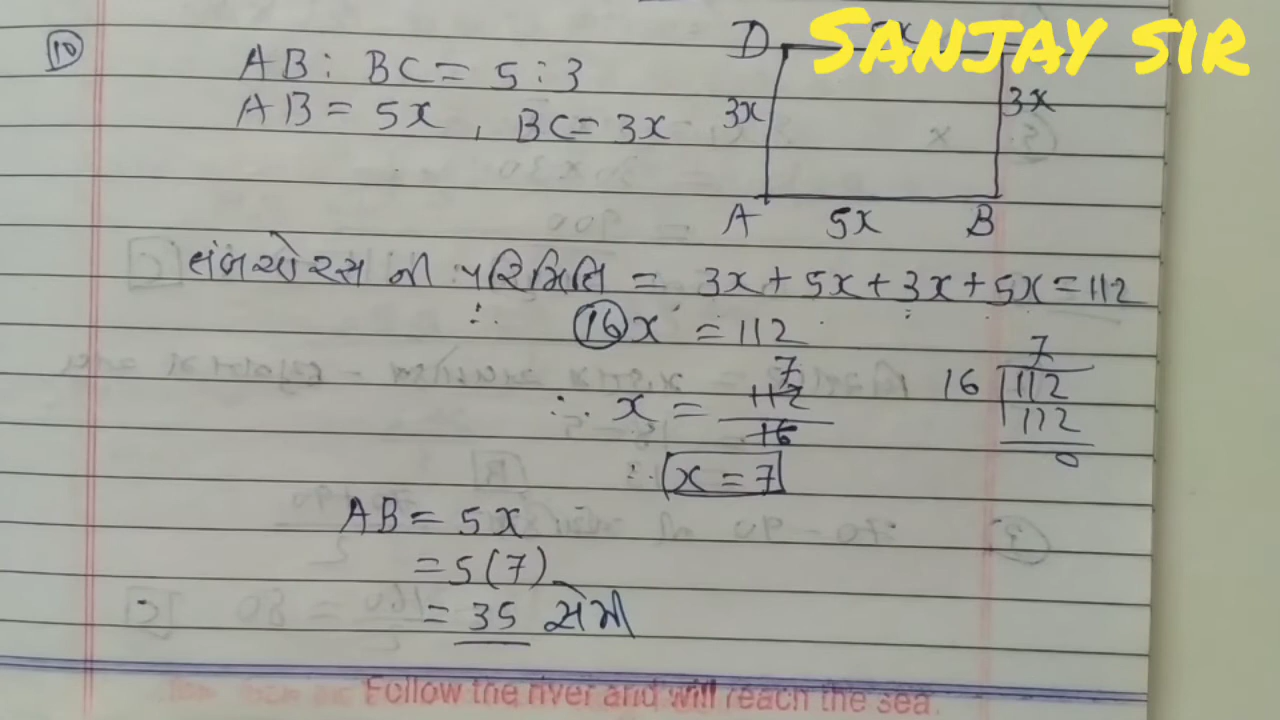 SANJAY SIR
(10)
AB : BC = 5 : 3
AB = 5x , BC = 3x
D 5x
3x 3x
A 5x B
લંબચોરસ ની પરિમિતિ = 3x + 5x + 3x + 5x = 112
∴ 16x = 112
7
∴ x = 112/16
7
16 112
112
0
∴ x = 7
AB = 5x
= 5(7)
= 35 સેમી
Follow the river and will reach the sea.